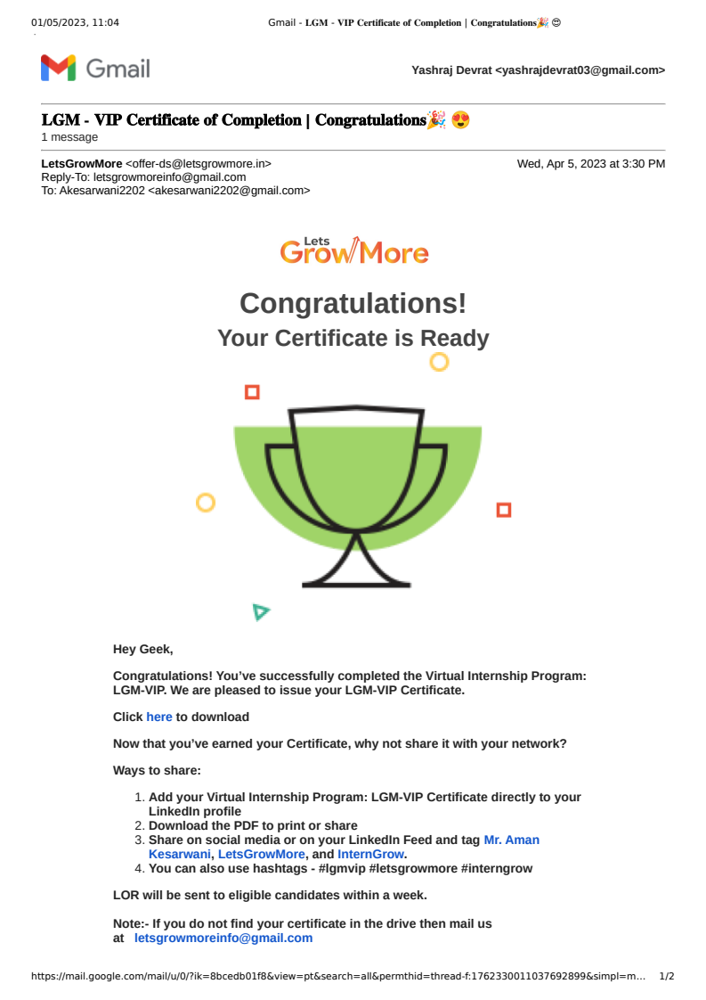 01/05/2023, 11:04
Gmail - LGM - VIP Certificate of Completion | Congratulations🎉 😍
Gmail
Yashraj Devrat <yashrajdevrat03@gmail.com>
LGM - VIP Certificate of Completion | Congratulations🎉 😍
1 message
LetsGrowMore <offer-ds@letsgrowmore.in>
Wed, Apr 5, 2023 at 3:30 PM
Reply-To: letsgrowmoreinfo@gmail.com
To: Akesarwani2202 <akesarwani2202@gmail.com>
Lets
GrowMore
Congratulations!
Your Certificate is Ready
Hey Geek,
Congratulations! You’ve successfully completed the Virtual Internship Program:
LGM-VIP. We are pleased to issue your LGM-VIP Certificate.
Click here to download
Now that you’ve earned your Certificate, why not share it with your network?
Ways to share:
1. Add your Virtual Internship Program: LGM-VIP Certificate directly to your
LinkedIn profile
2. Download the PDF to print or share
3. Share on social media or on your LinkedIn Feed and tag Mr. Aman
Kesarwani, LetsGrowMore, and InternGrow.
4. You can also use hashtags - #lgmvip #letsgrowmore #interngrow
LOR will be sent to eligible candidates within a week.
Note:- If you do not find your certificate in the drive then mail us
at letsgrowmoreinfo@gmail.com
https://mail.google.com/mail/u/0/?ik=8bcedb01f8&view=pt&search=all&permthid=thread-f:1762330011037692899&simpl=m… 1/2